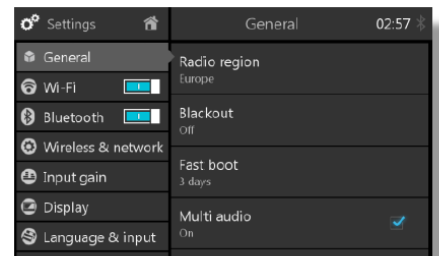 Settings
General
02:57
General
Wi-Fi
Bluetooth
Wireless & network
Input gain
Display
Language & input
Radio region
Europe
Blackout
Off
Fast boot
3 days
Multi audio
On